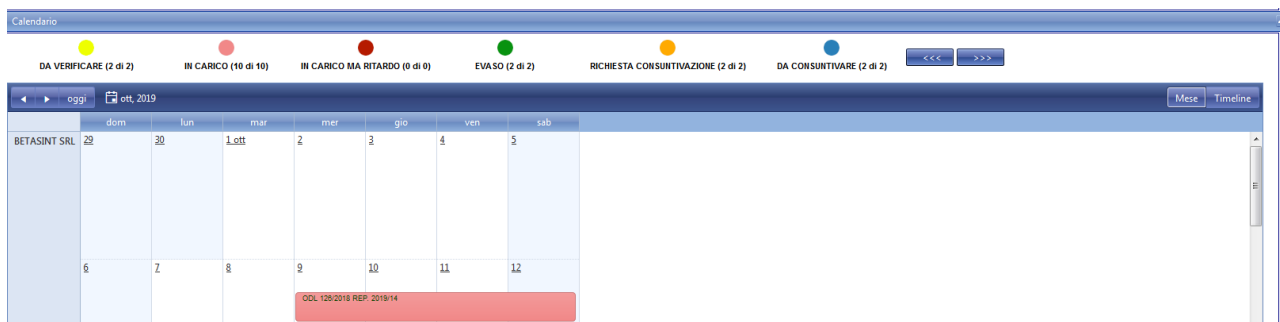 Calendario
DA VERIFICARE (2 di 2) IN CARICO (10 di 10) IN CARICO MA RITARDO (0 di 0) EVASO (2 di 2) RICHIESTA CONSUNTIVAZIONE (2 di 2) DA CONSUNTIVARE (2 di 2) <<< >>>
oggi ott, 2019 Mese Timeline
dom lun mar mer gio ven sab
BETASINT SRL 29 30 1 ott 2 3 4 5
6 7 8 9 10 11 12
ODL 126/2018 REP. 2019/14